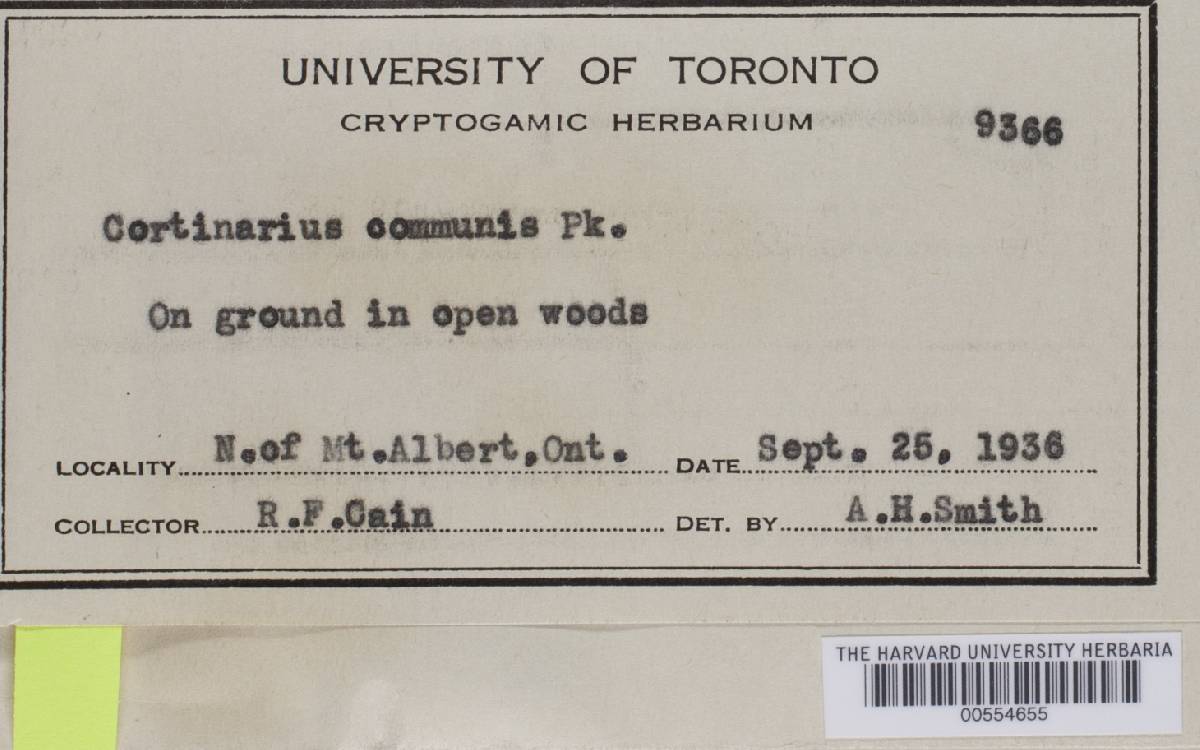 UNIVERSITY OF TORONTO
CRYPTOGAMIC HERBARIUM 9366
Cortinarius communis Pk.
On ground in open woods
LOCALITY N.of Mt.Albert,Ont. DATE Sept. 25, 1936
COLLECTOR R.F.Cain DET. BY A.H.Smith
THE HARVARD UNIVERSITY HERBARIA
00554655